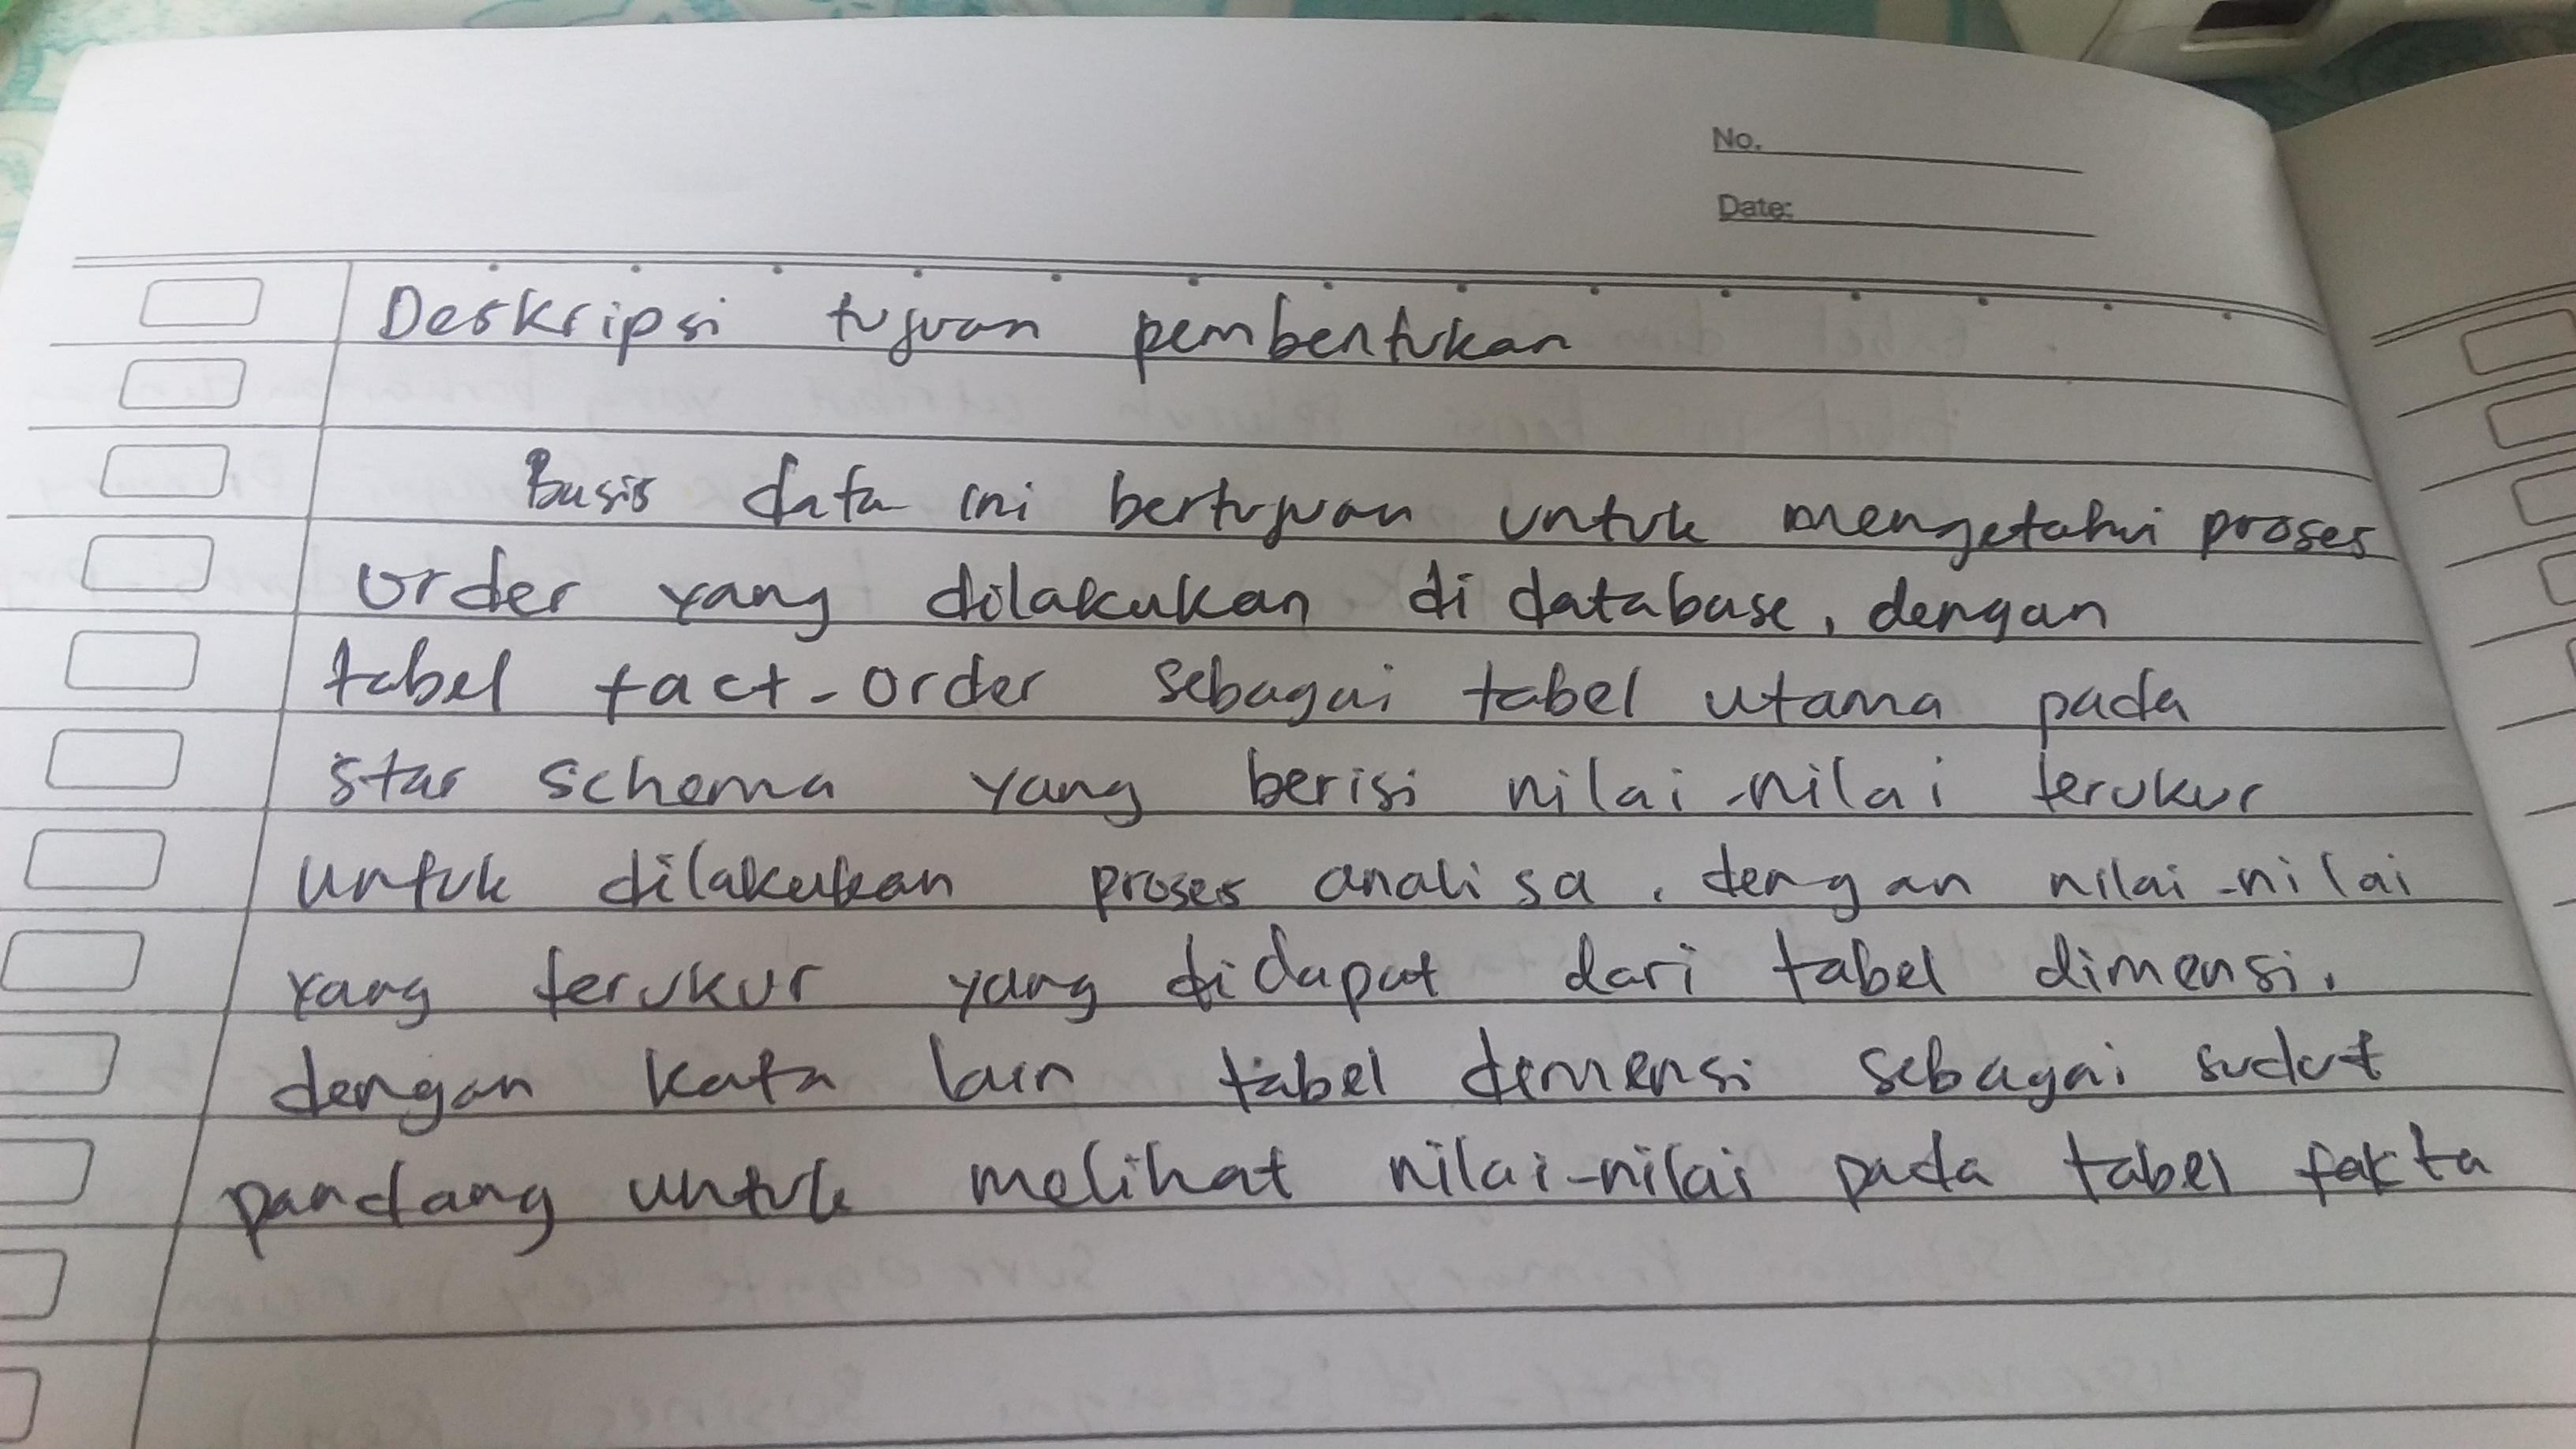 No.
Date:
Deskripsi tujuan pembentukan
Basis data ini bertujuan untuk mengetahui proses
order yang dilakukan di database, dengan
tabel fact-order sebagai tabel utama pada
star schema yang berisi nilai-nilai terukur
untuk dilakukan proses analisa, dengan nilai-nilai
yang terukur yang didapat dari tabel dimensi.
dengan kata lain tabel dimensi sebagai sudut
pandang untuk melihat nilai-nilai pada tabel fakta